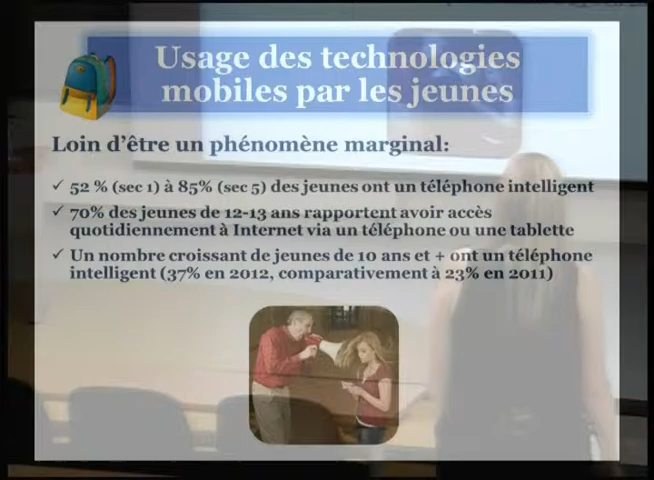 Usage des technologies
mobiles par les jeunes
Loin d'être un phénomène marginal:
✓ 52 % (sec 1) à 85% (sec 5) des jeunes ont un téléphone intelligent
✓ 70% des jeunes de 12-13 ans rapportent avoir accès
quotidiennement à Internet via un téléphone ou une tablette
✓ Un nombre croissant de jeunes de 10 ans et + ont un téléphone
intelligent (37% en 2012, comparativement à 23% en 2011)